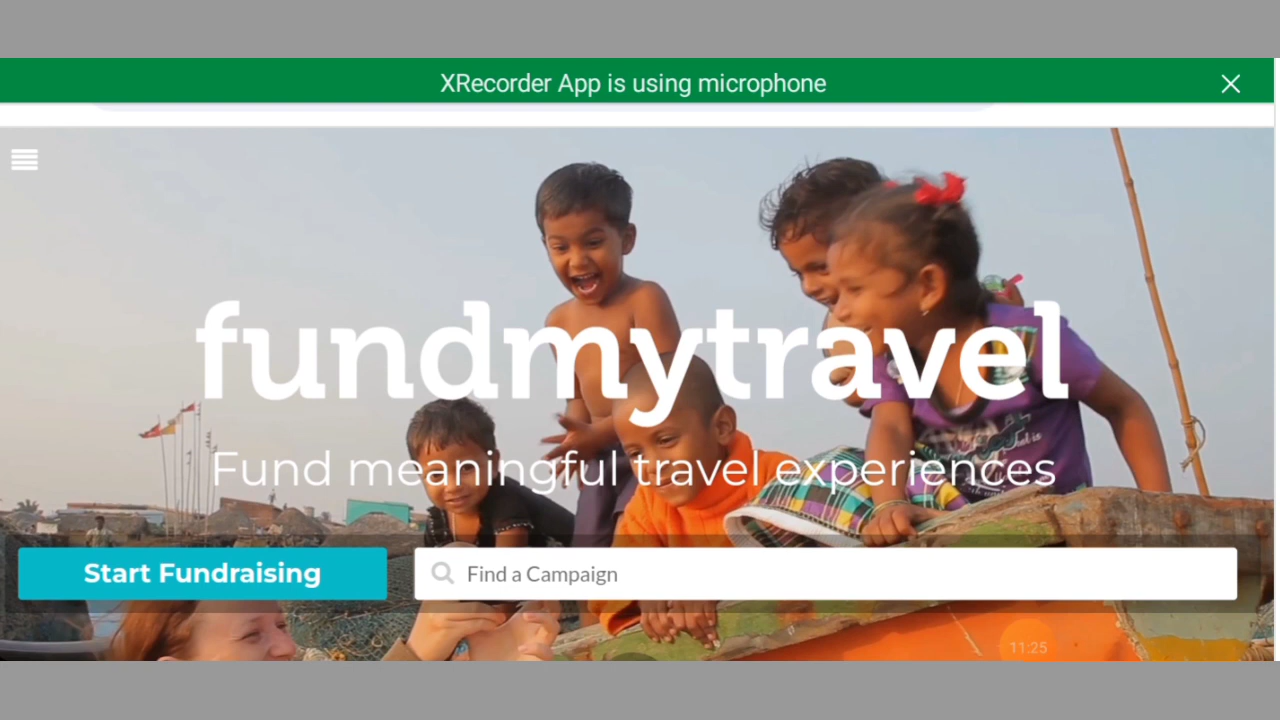 XRecorder App is using microphone
fundmytravel
Fund meaningful travel experiences
Start Fundraising
Find a Campaign
11:25